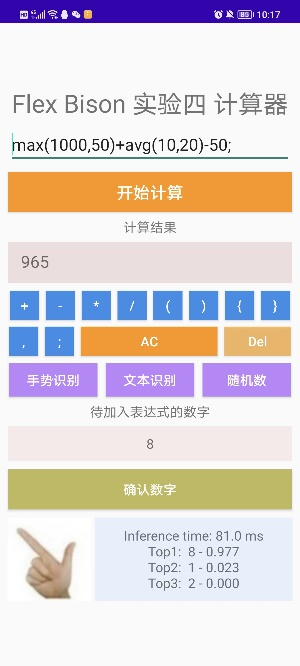 10:17
Flex Bison 实验四 计算器
max(1000,50)+avg(10,20)-50;
开始计算
计算结果
965
+ - * / ( ) { }
, ; AC Del
手势识别 文本识别 随机数
待加入表达式的数字
8
确认数字
Inference time: 81.0 ms
Top1: 8 - 0.977
Top2: 1 - 0.023
Top3: 2 - 0.000